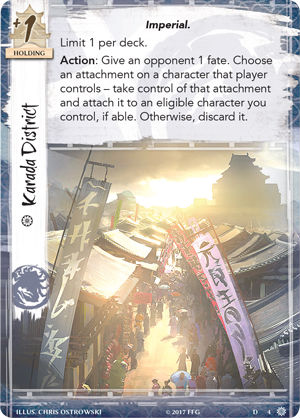 +1
HOLDING
Imperial.
Limit 1 per deck.
Action: Give an opponent 1 fate. Choose
an attachment on a character that player
controls – take control of that attachment
and attach it to an eligible character you
control, if able. Otherwise, discard it.
Karada District
ILLUS. CHRIS OSTROWSKI
© 2017 FFG
D 4